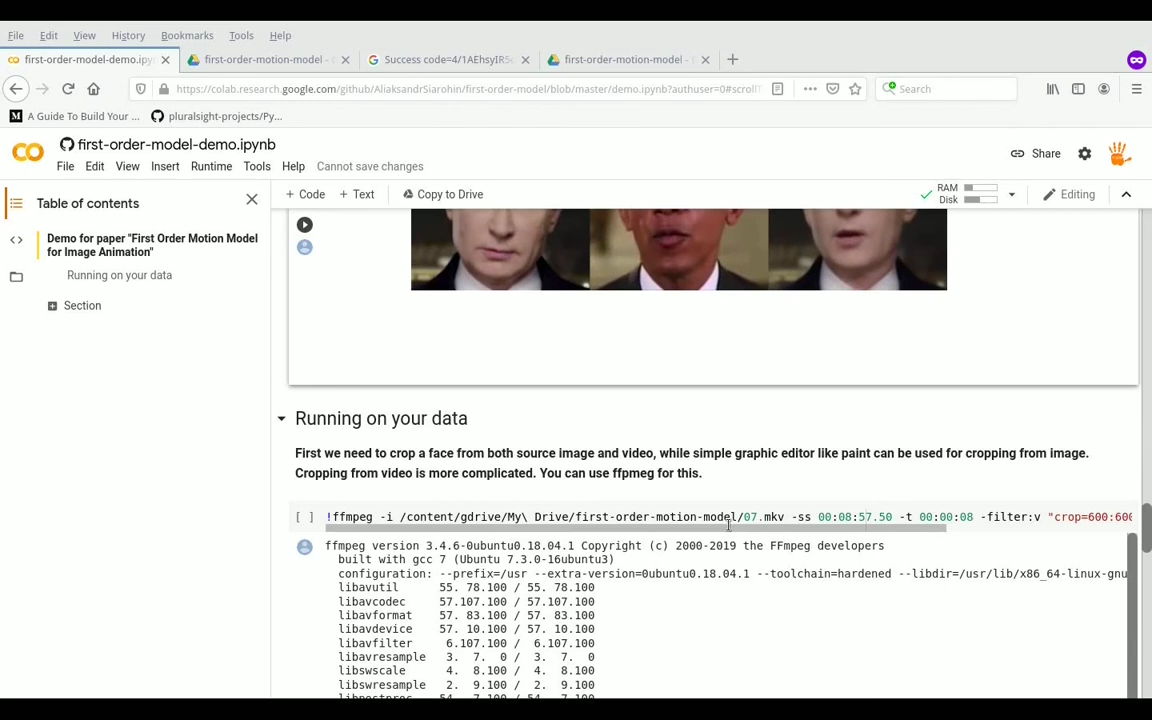 File Edit View History Bookmarks Tools Help
first-order-model-demo.ipy
first-order-motion-model -
Success code=4/1AEhsyIR5
first-order-motion-model -
https://colab.research.google.com/github/AliaksandrSiarohin/first-order-model/blob/master/demo.ipynb?authuser=0#scroll
Search
A Guide To Build Your ...
pluralsight-projects/Py...
first-order-model-demo.ipynb
File Edit View Insert Runtime Tools Help Cannot save changes
Share
Table of contents
+ Code + Text Copy to Drive
RAM
Disk
Editing
Demo for paper "First Order Motion Model
for Image Animation"
Running on your data
Section
Running on your data
First we need to crop a face from both source image and video, while simple graphic editor like paint can be used for cropping from image.
Cropping from video is more complicated. You can use ffpmeg for this.
[ ] !ffmpeg -i /content/gdrive/My\ Drive/first-order-motion-model/07.mkv -ss 00:08:57.50 -t 00:00:08 -filter:v "crop=600:600
ffmpeg version 3.4.6-0ubuntu0.18.04.1 Copyright (c) 2000-2019 the FFmpeg developers
built with gcc 7 (Ubuntu 7.3.0-16ubuntu3)
configuration: --prefix=/usr --extra-version=0ubuntu0.18.04.1 --toolchain=hardened --libdir=/usr/lib/x86_64-linux-gnu
libavutil 55. 78.100 / 55. 78.100
libavcodec 57.107.100 / 57.107.100
libavformat 57. 83.100 / 57. 83.100
libavdevice 57. 10.100 / 57. 10.100
libavfilter 6.107.100 / 6.107.100
libavresample 3. 7. 0 / 3. 7. 0
libswscale 4. 8.100 / 4. 8.100
libswresample 2. 9.100 / 2. 9.100